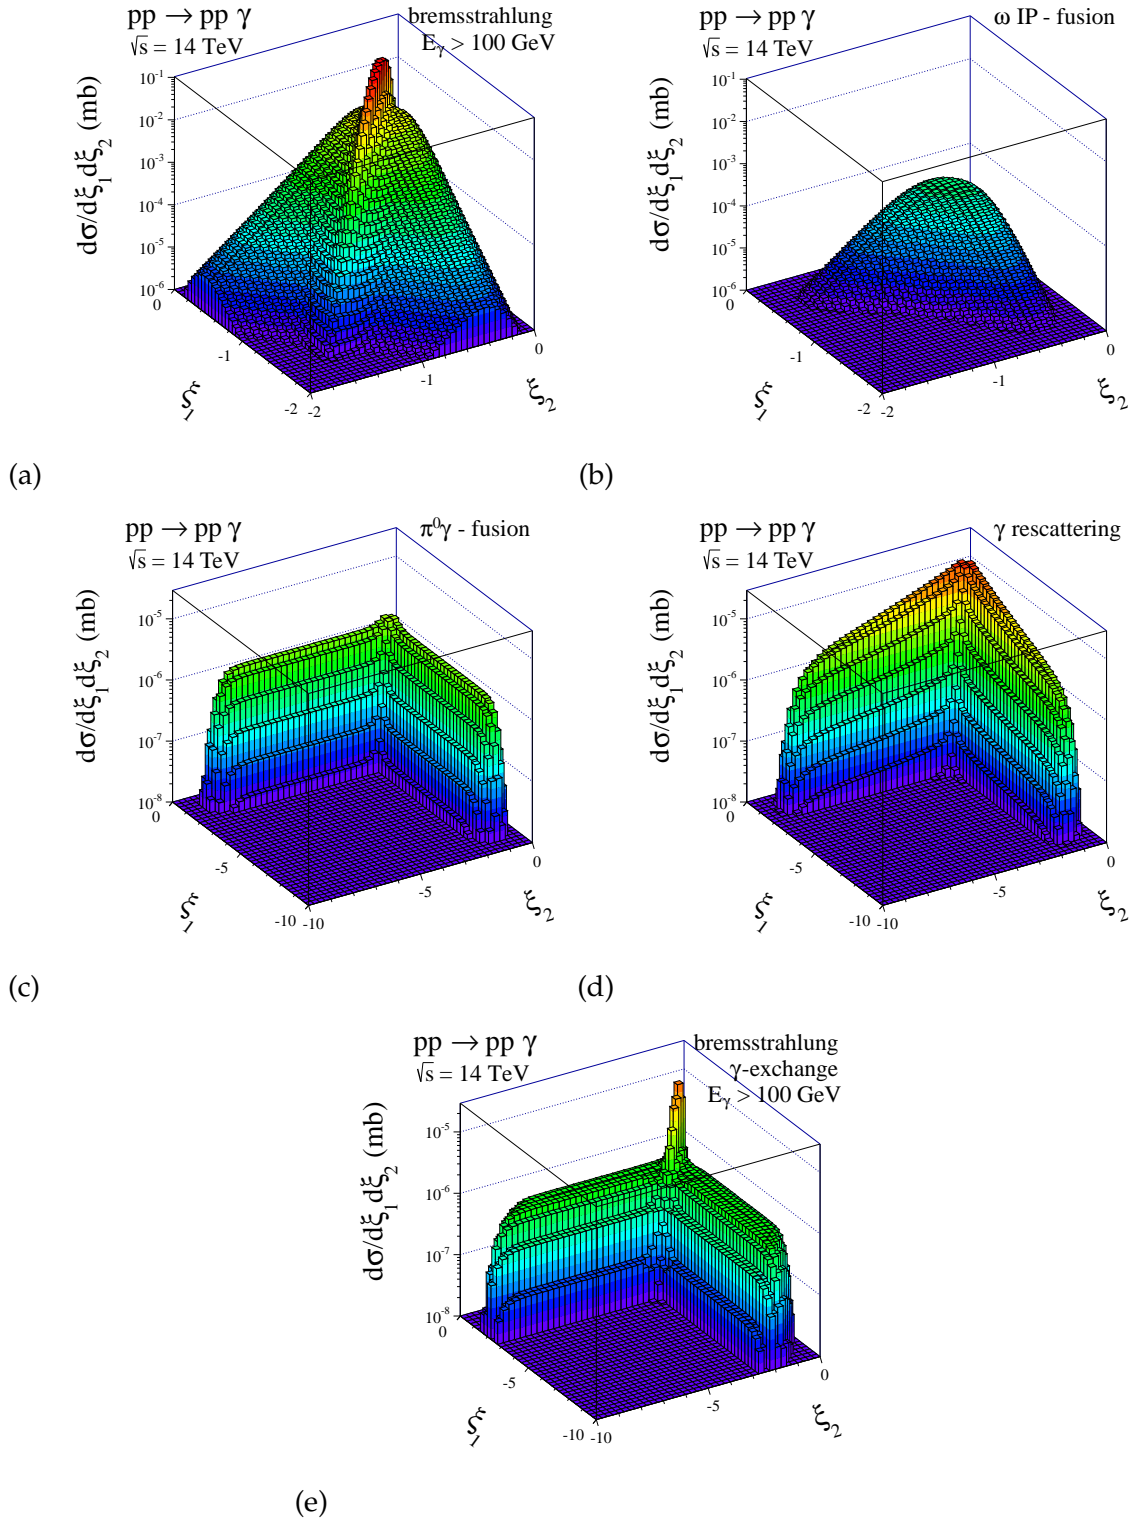 pp → pp γ
√s = 14 TeV
bremsstrahlung
E_γ > 100 GeV
dσ/dξ₁dξ₂ (mb)
10⁻¹
10⁻²
10⁻³
10⁻⁴
10⁻⁵
10⁻⁶
0
-1
-2
ξ₁
-2
-1
0
ξ₂
(a)
pp → pp γ
√s = 14 TeV
ω IP - fusion
dσ/dξ₁dξ₂ (mb)
10⁻¹
10⁻²
10⁻³
10⁻⁴
10⁻⁵
10⁻⁶
0
-1
-2
ξ₁
-2
-1
0
ξ₂
(b)
pp → pp γ
√s = 14 TeV
π⁰γ - fusion
dσ/dξ₁dξ₂ (mb)
10⁻⁵
10⁻⁶
10⁻⁷
10⁻⁸
0
-5
-10
ξ₁
-10
-5
0
ξ₂
(c)
pp → pp γ
√s = 14 TeV
γ rescattering
dσ/dξ₁dξ₂ (mb)
10⁻⁵
10⁻⁶
10⁻⁷
10⁻⁸
0
-5
-10
ξ₁
-10
-5
0
ξ₂
(d)
pp → pp γ
√s = 14 TeV
bremsstrahlung
γ-exchange
E_γ > 100 GeV
dσ/dξ₁dξ₂ (mb)
10⁻⁵
10⁻⁶
10⁻⁷
10⁻⁸
0
-5
-10
ξ₁
-10
-5
0
ξ₂
(e)